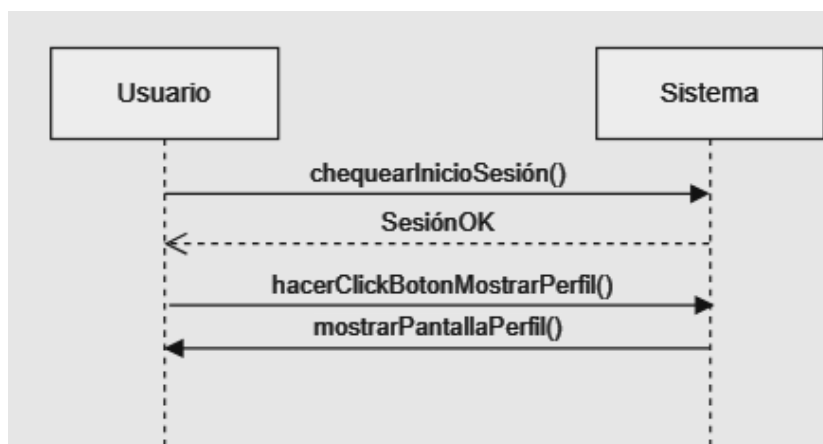 Usuario
Sistema
chequearInicioSesión()
SesiónOK
hacerClickBotonMostrarPerfil()
mostrarPantallaPerfil()